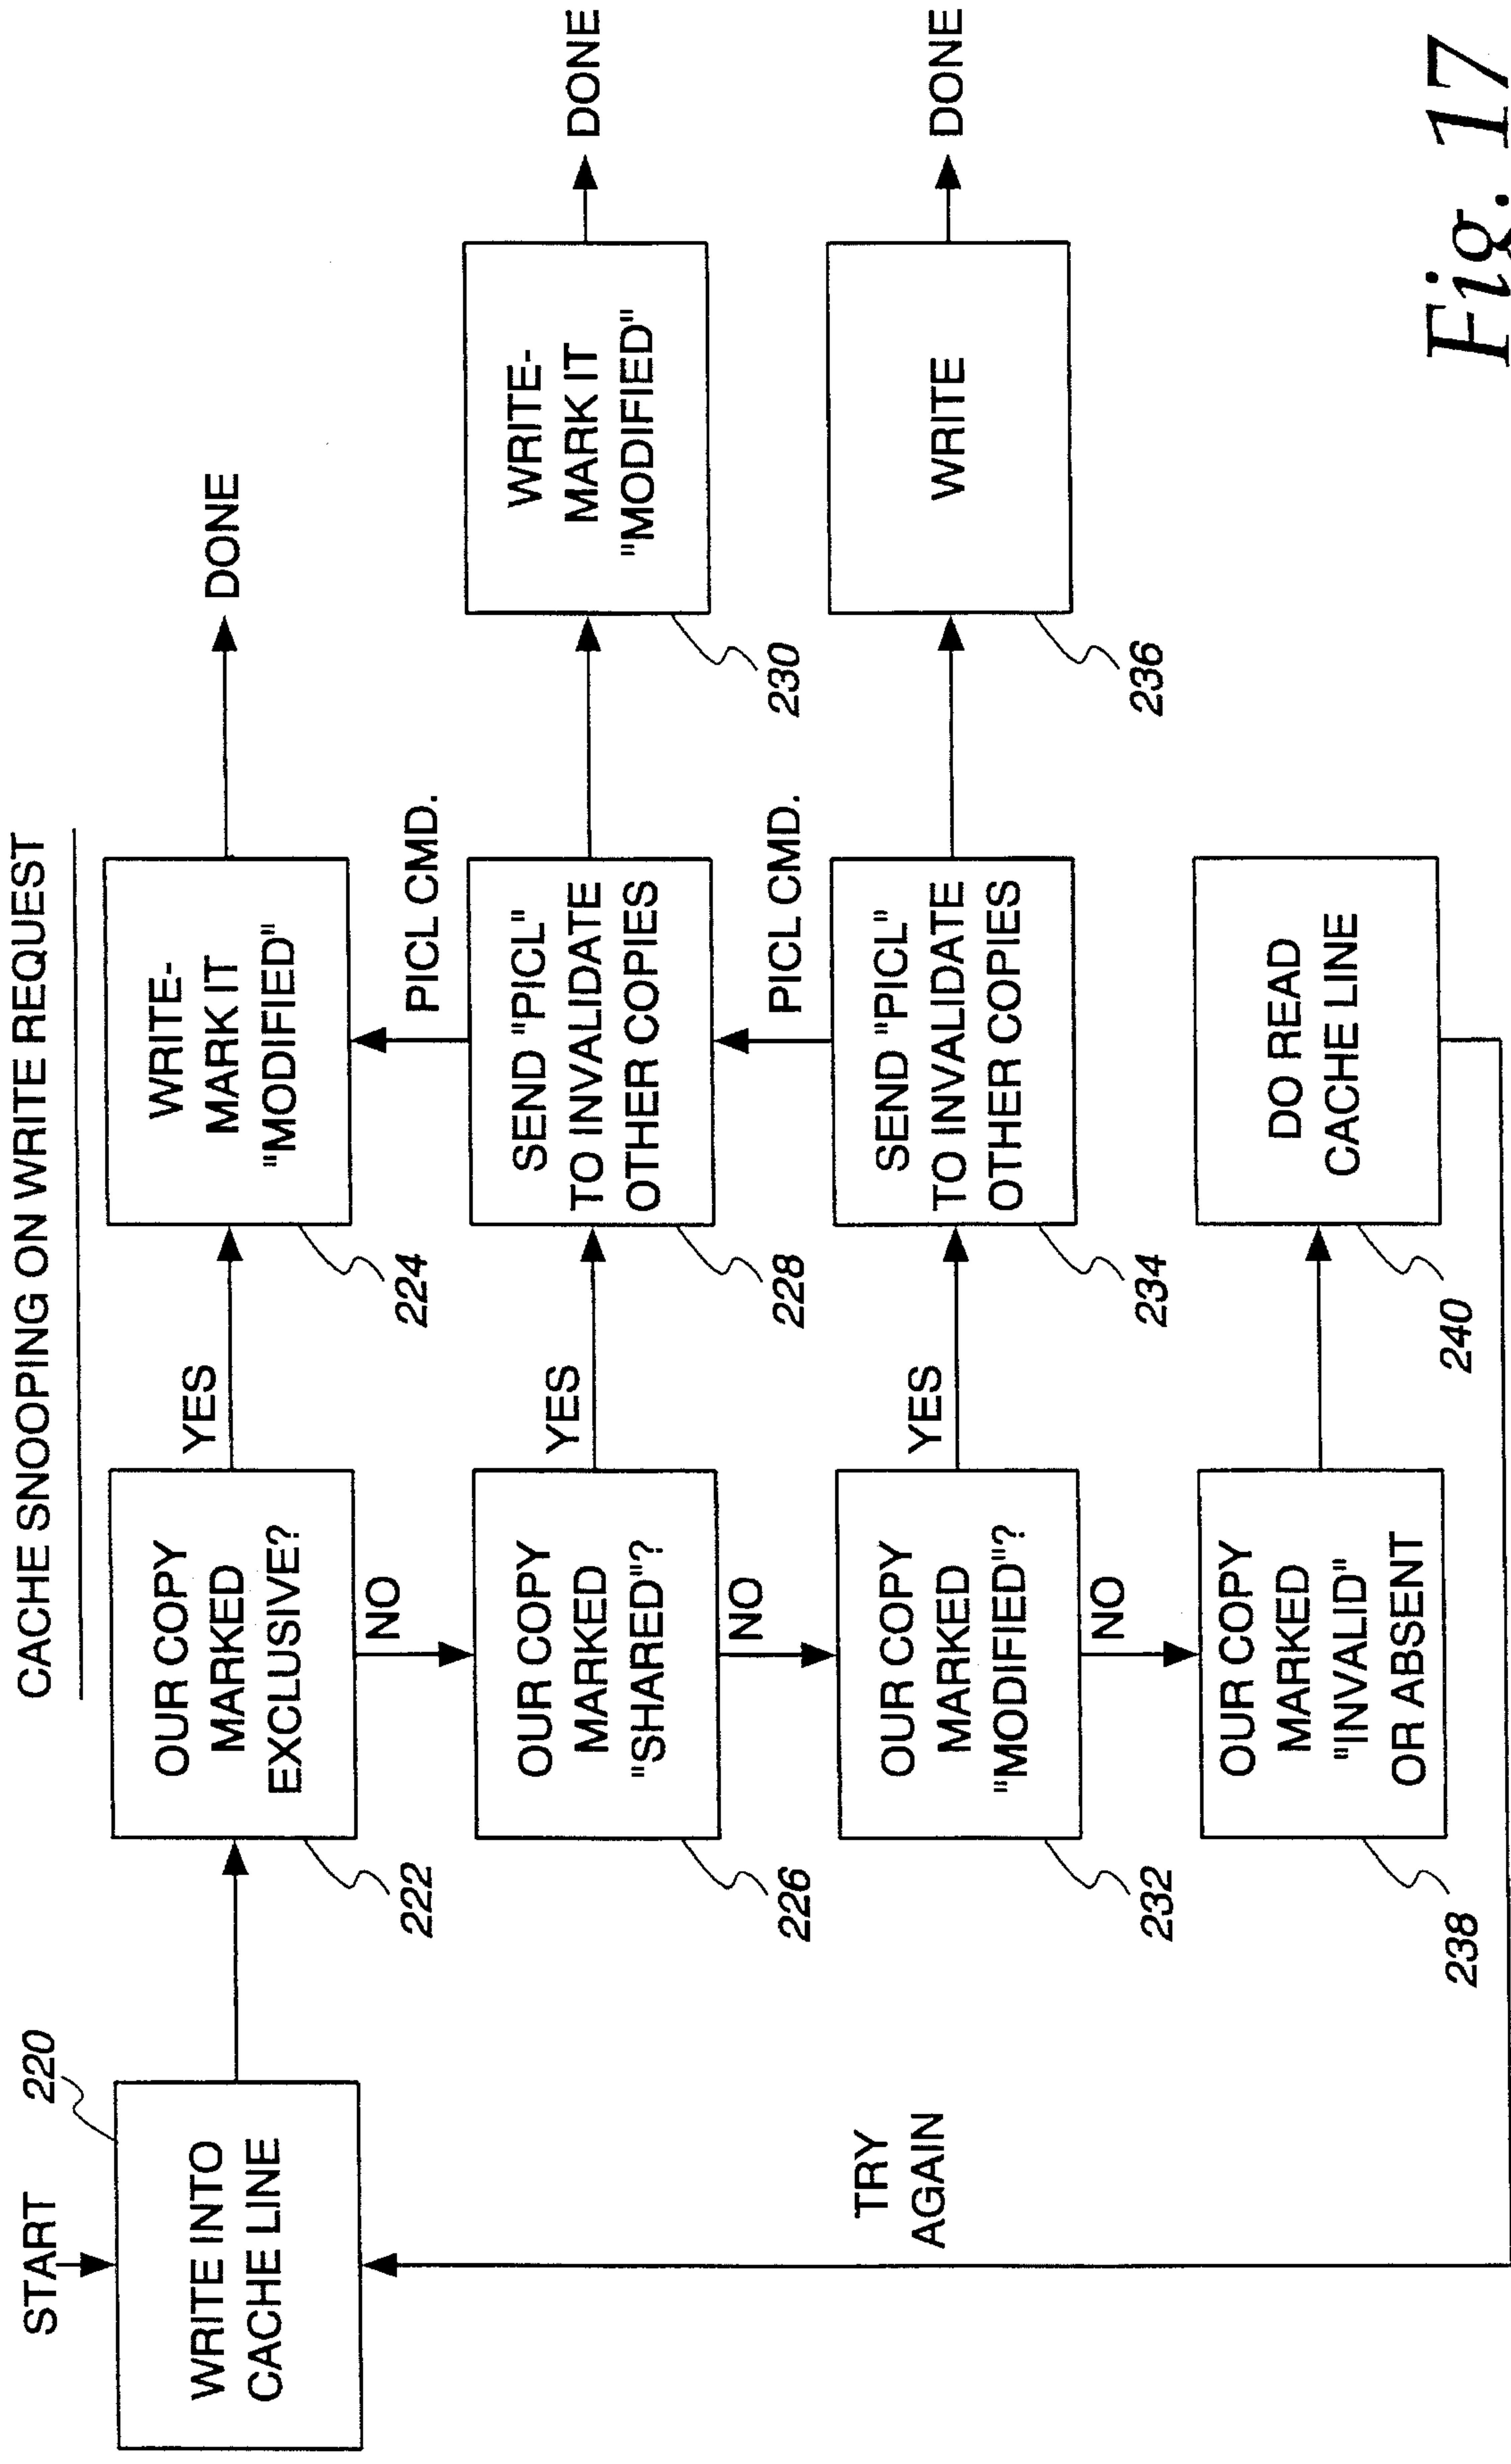 CACHE SNOOPING ON WRITE REQUEST
START
220
WRITE INTO
CACHE LINE
OUR COPY
MARKED
EXCLUSIVE?
222
YES
WRITE-
MARK IT
"MODIFIED"
224
DONE
NO
PICL CMD.
OUR COPY
MARKED
"SHARED"?
226
YES
SEND "PICL"
TO INVALIDATE
OTHER COPIES
228
WRITE-
MARK IT
"MODIFIED"
230
DONE
NO
PICL CMD.
OUR COPY
MARKED
"MODIFIED"?
232
YES
SEND "PICL"
TO INVALIDATE
OTHER COPIES
234
WRITE
236
DONE
TRY
AGAIN
NO
OUR COPY
MARKED
"INVALID"
OR ABSENT
238
DO READ
CACHE LINE
240
Fig. 17